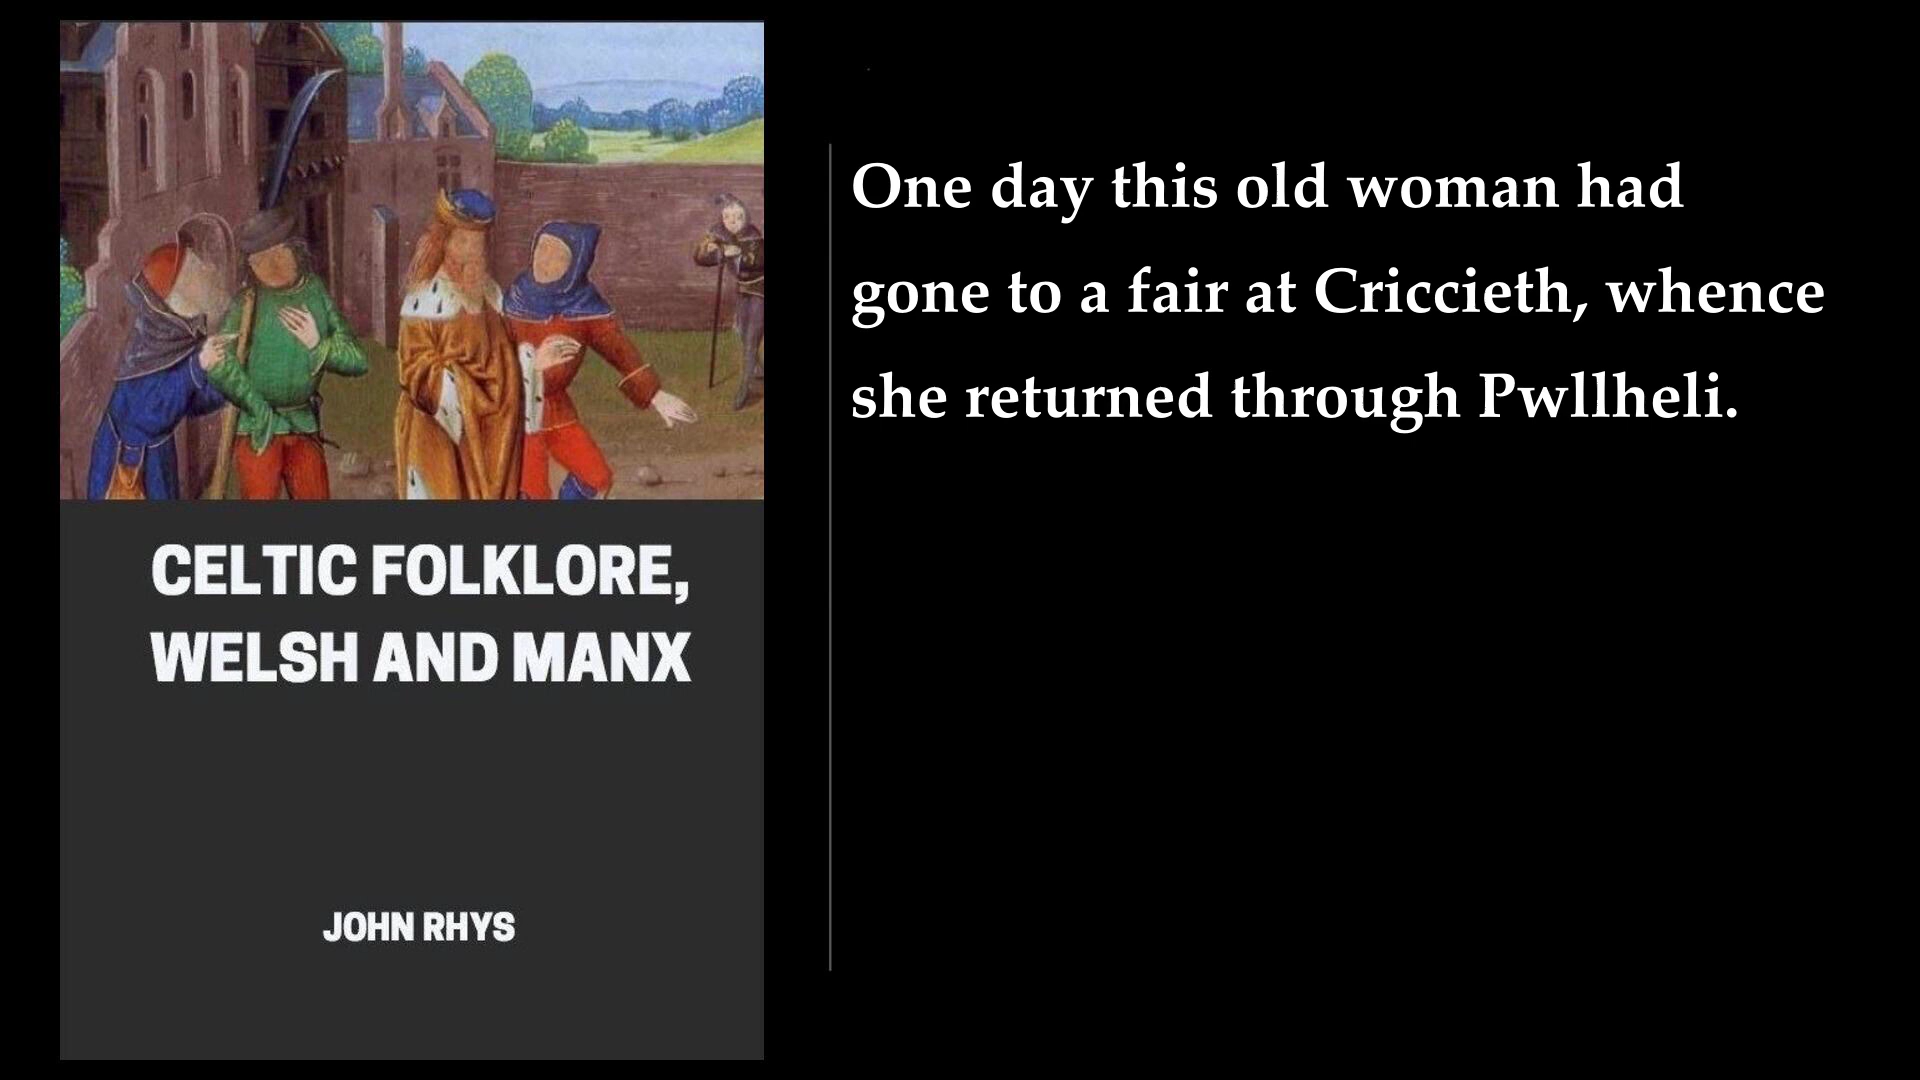 CELTIC FOLKLORE,
WELSH AND MANX
JOHN RHYS
One day this old woman had
gone to a fair at Criccieth, whence
she returned through Pwllheli.